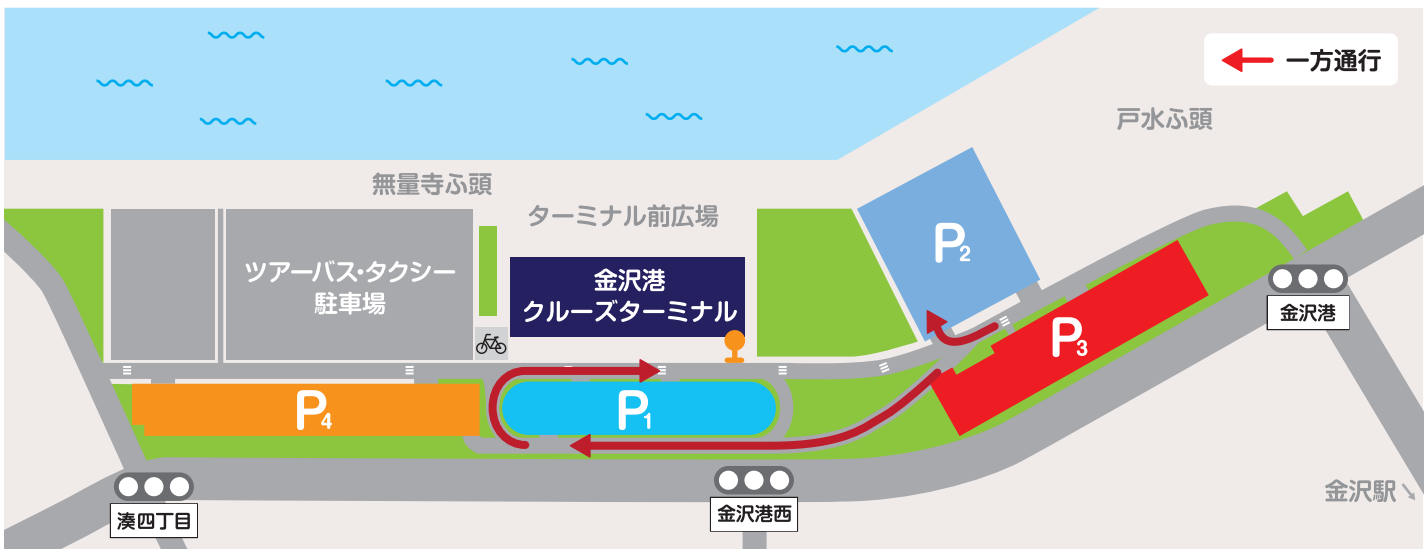 一方通行
戸水ふ頭
無量寺ふ頭
ターミナル前広場
P2
ツアーバス・タクシー
駐車場
金沢港
クルーズターミナル
金沢港
P3
P4
P1
金沢駅
湊四丁目
金沢港西